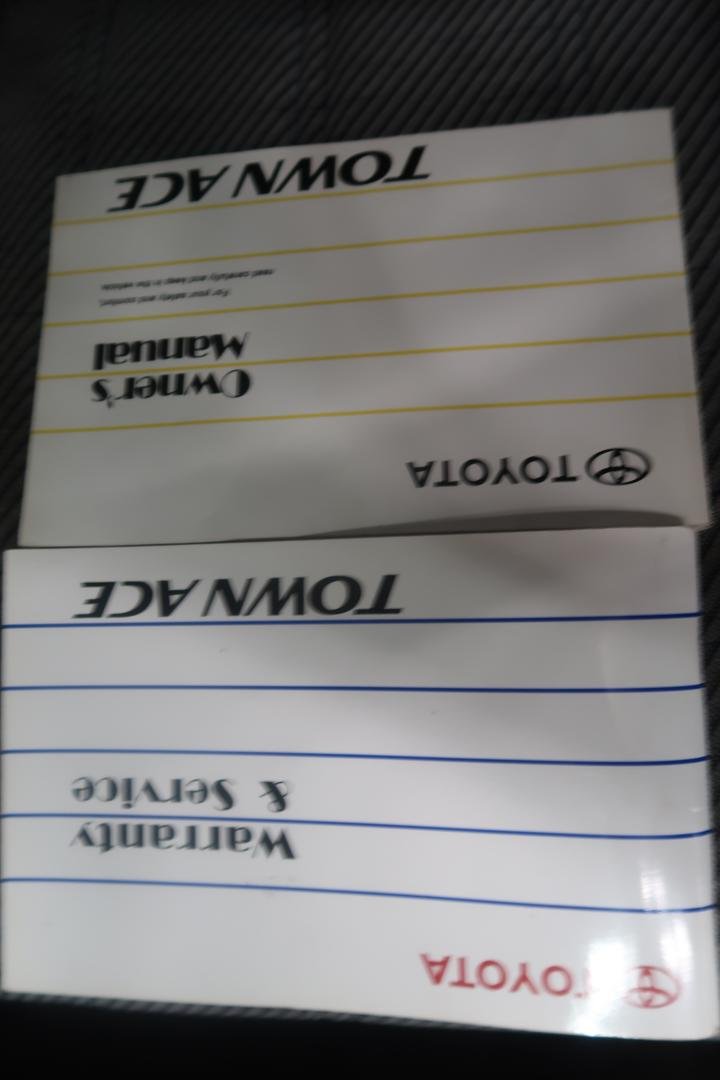 TOYOTA
Owner's
Manual
For your safety and comfort,
read carefully and keep in the vehicle.
TOWN ACE
TOYOTA
Warranty
& Service
TOWN ACE